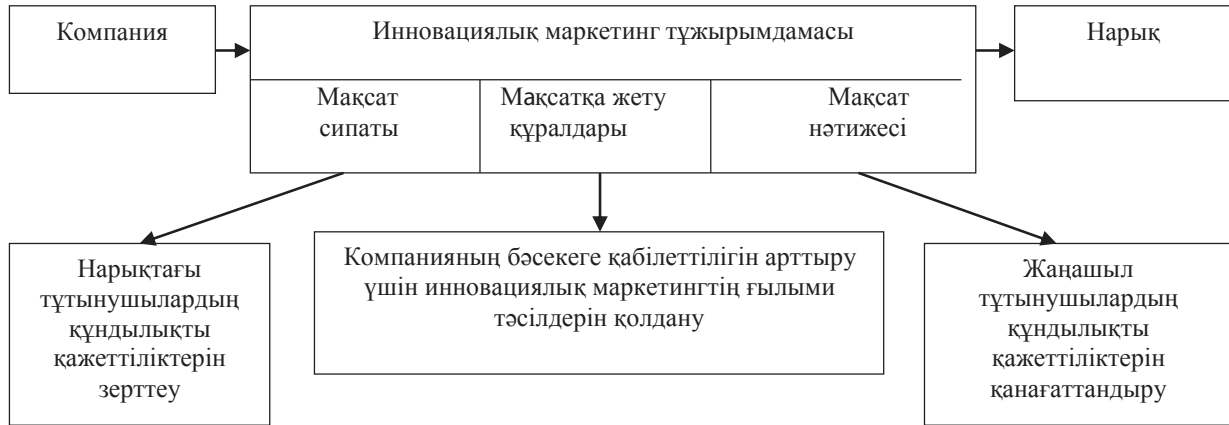 Компания
Инновациялық маркетинг тұжырымдамасы
Нарық
Мақсат
сипаты
Мақсатқа жету
құралдары
Мақсат
нәтижесі
Нарықтағы
тұтынушылардың
құндылықты
қажеттіліктерін
зерттеу
Компанияның бәсекеге қабілеттілігін арттыру
үшін инновациялық маркетингтің ғылыми
тәсілдерін қолдану
Жаңашыл
тұтынушылардың
құндылықты
қажеттіліктерін
қанағаттандыру